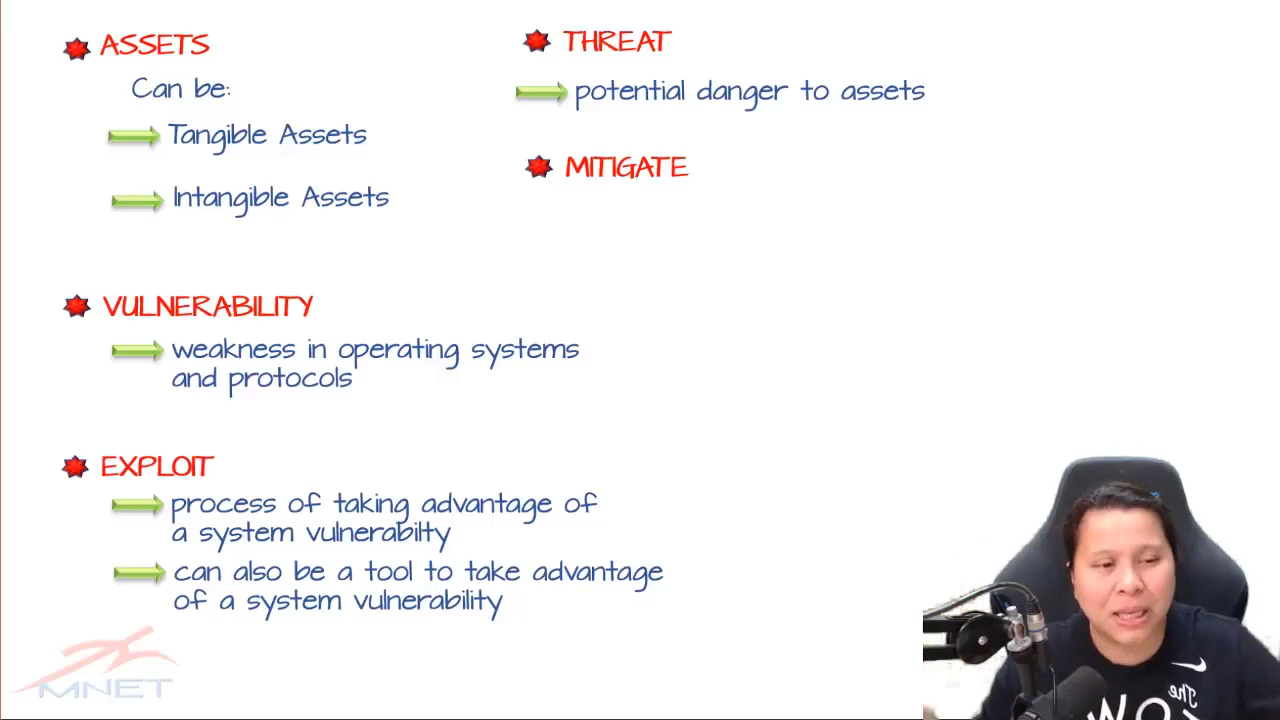 ASSETS
Can be:
Tangible Assets
Intangible Assets
VULNERABILITY
weakness in operating systems
and protocols
EXPLOIT
process of taking advantage of
a system vulnerabilty
can also be a tool to take advantage
of a system vulnerability
THREAT
potential danger to assets
MITIGATE
MNET
The